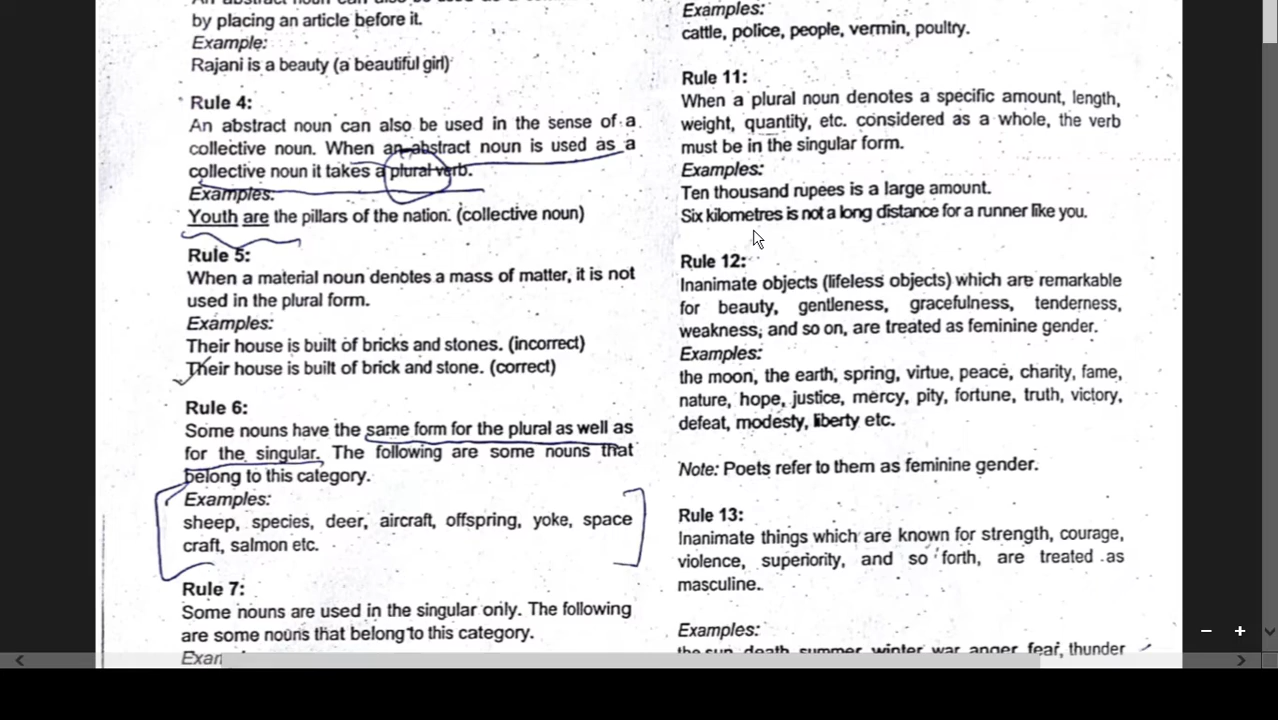 by placing an article before it.
Example:
Rajani is a beauty (a beautiful girl)
Rule 4:
An abstract noun can also be used in the sense of a
collective noun. When an abstract noun is used as a
collective noun it takes a plural verb.
Examples:
Youth are the pillars of the nation. (collective noun)
Rule 5:
When a material noun denotes a mass of matter, it is not
used in the plural form.
Examples:
Their house is built of bricks and stones. (incorrect)
Their house is built of brick and stone. (correct)
Rule 6:
Some nouns have the same form for the plural as well as
for the singular. The following are some nouns that
belong to this category.
Examples:
sheep, species, deer, aircraft, offspring, yoke, space
craft, salmon etc.
Rule 7:
Some nouns are used in the singular only. The following
are some nouns that belong to this category.
Examples:
cattle, police, people, vermin, poultry.
Rule 11:
When a plural noun denotes a specific amount, length,
weight, quantity, etc. considered as a whole, the verb
must be in the singular form.
Examples:
Ten thousand rupees is a large amount.
Six kilometres is not a long distance for a runner like you.
Rule 12:
Inanimate objects (lifeless objects) which are remarkable
for beauty, gentleness, gracefulness, tenderness,
weakness, and so on, are treated as feminine gender.
Examples:
the moon, the earth, spring, virtue, peace, charity, fame,
nature, hope, justice, mercy, pity, fortune, truth, victory,
defeat, modesty, liberty etc.
Note: Poets refer to them as feminine gender.
Rule 13:
Inanimate things which are known for strength, courage,
violence, superiority, and so forth, are treated as
masculine.
Examples:
the sun, death, summer, winter, war, anger, fear, thunder